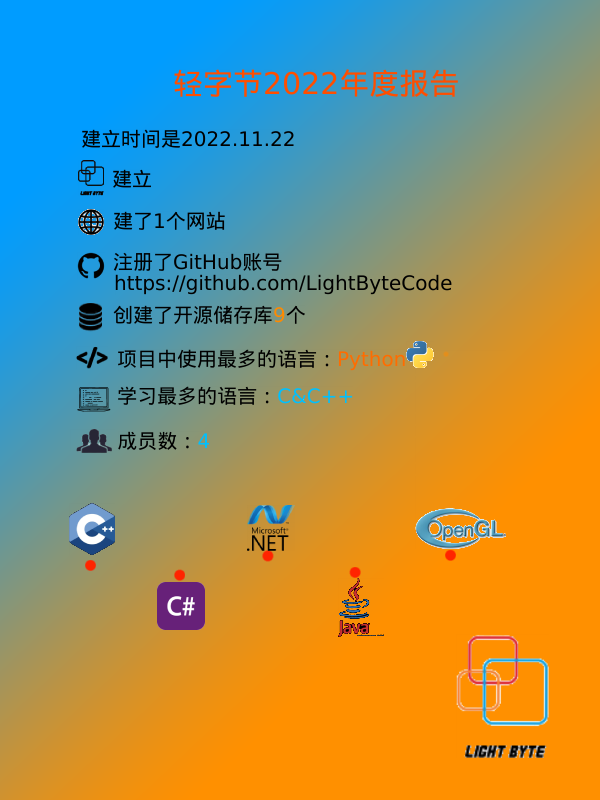 轻字节2022年度报告
建立时间是2022.11.22
LIGHT BYTE
建立
建了1个网站
注册了GitHub账号
https://github.com/LightByteCode
创建了开源储存库9个
</> 项目中使用最多的语言：Python
学习最多的语言：C&C++
成员数：4
C++
Microsoft®
.NET
OpenGL
C#
Java
LIGHT BYTE